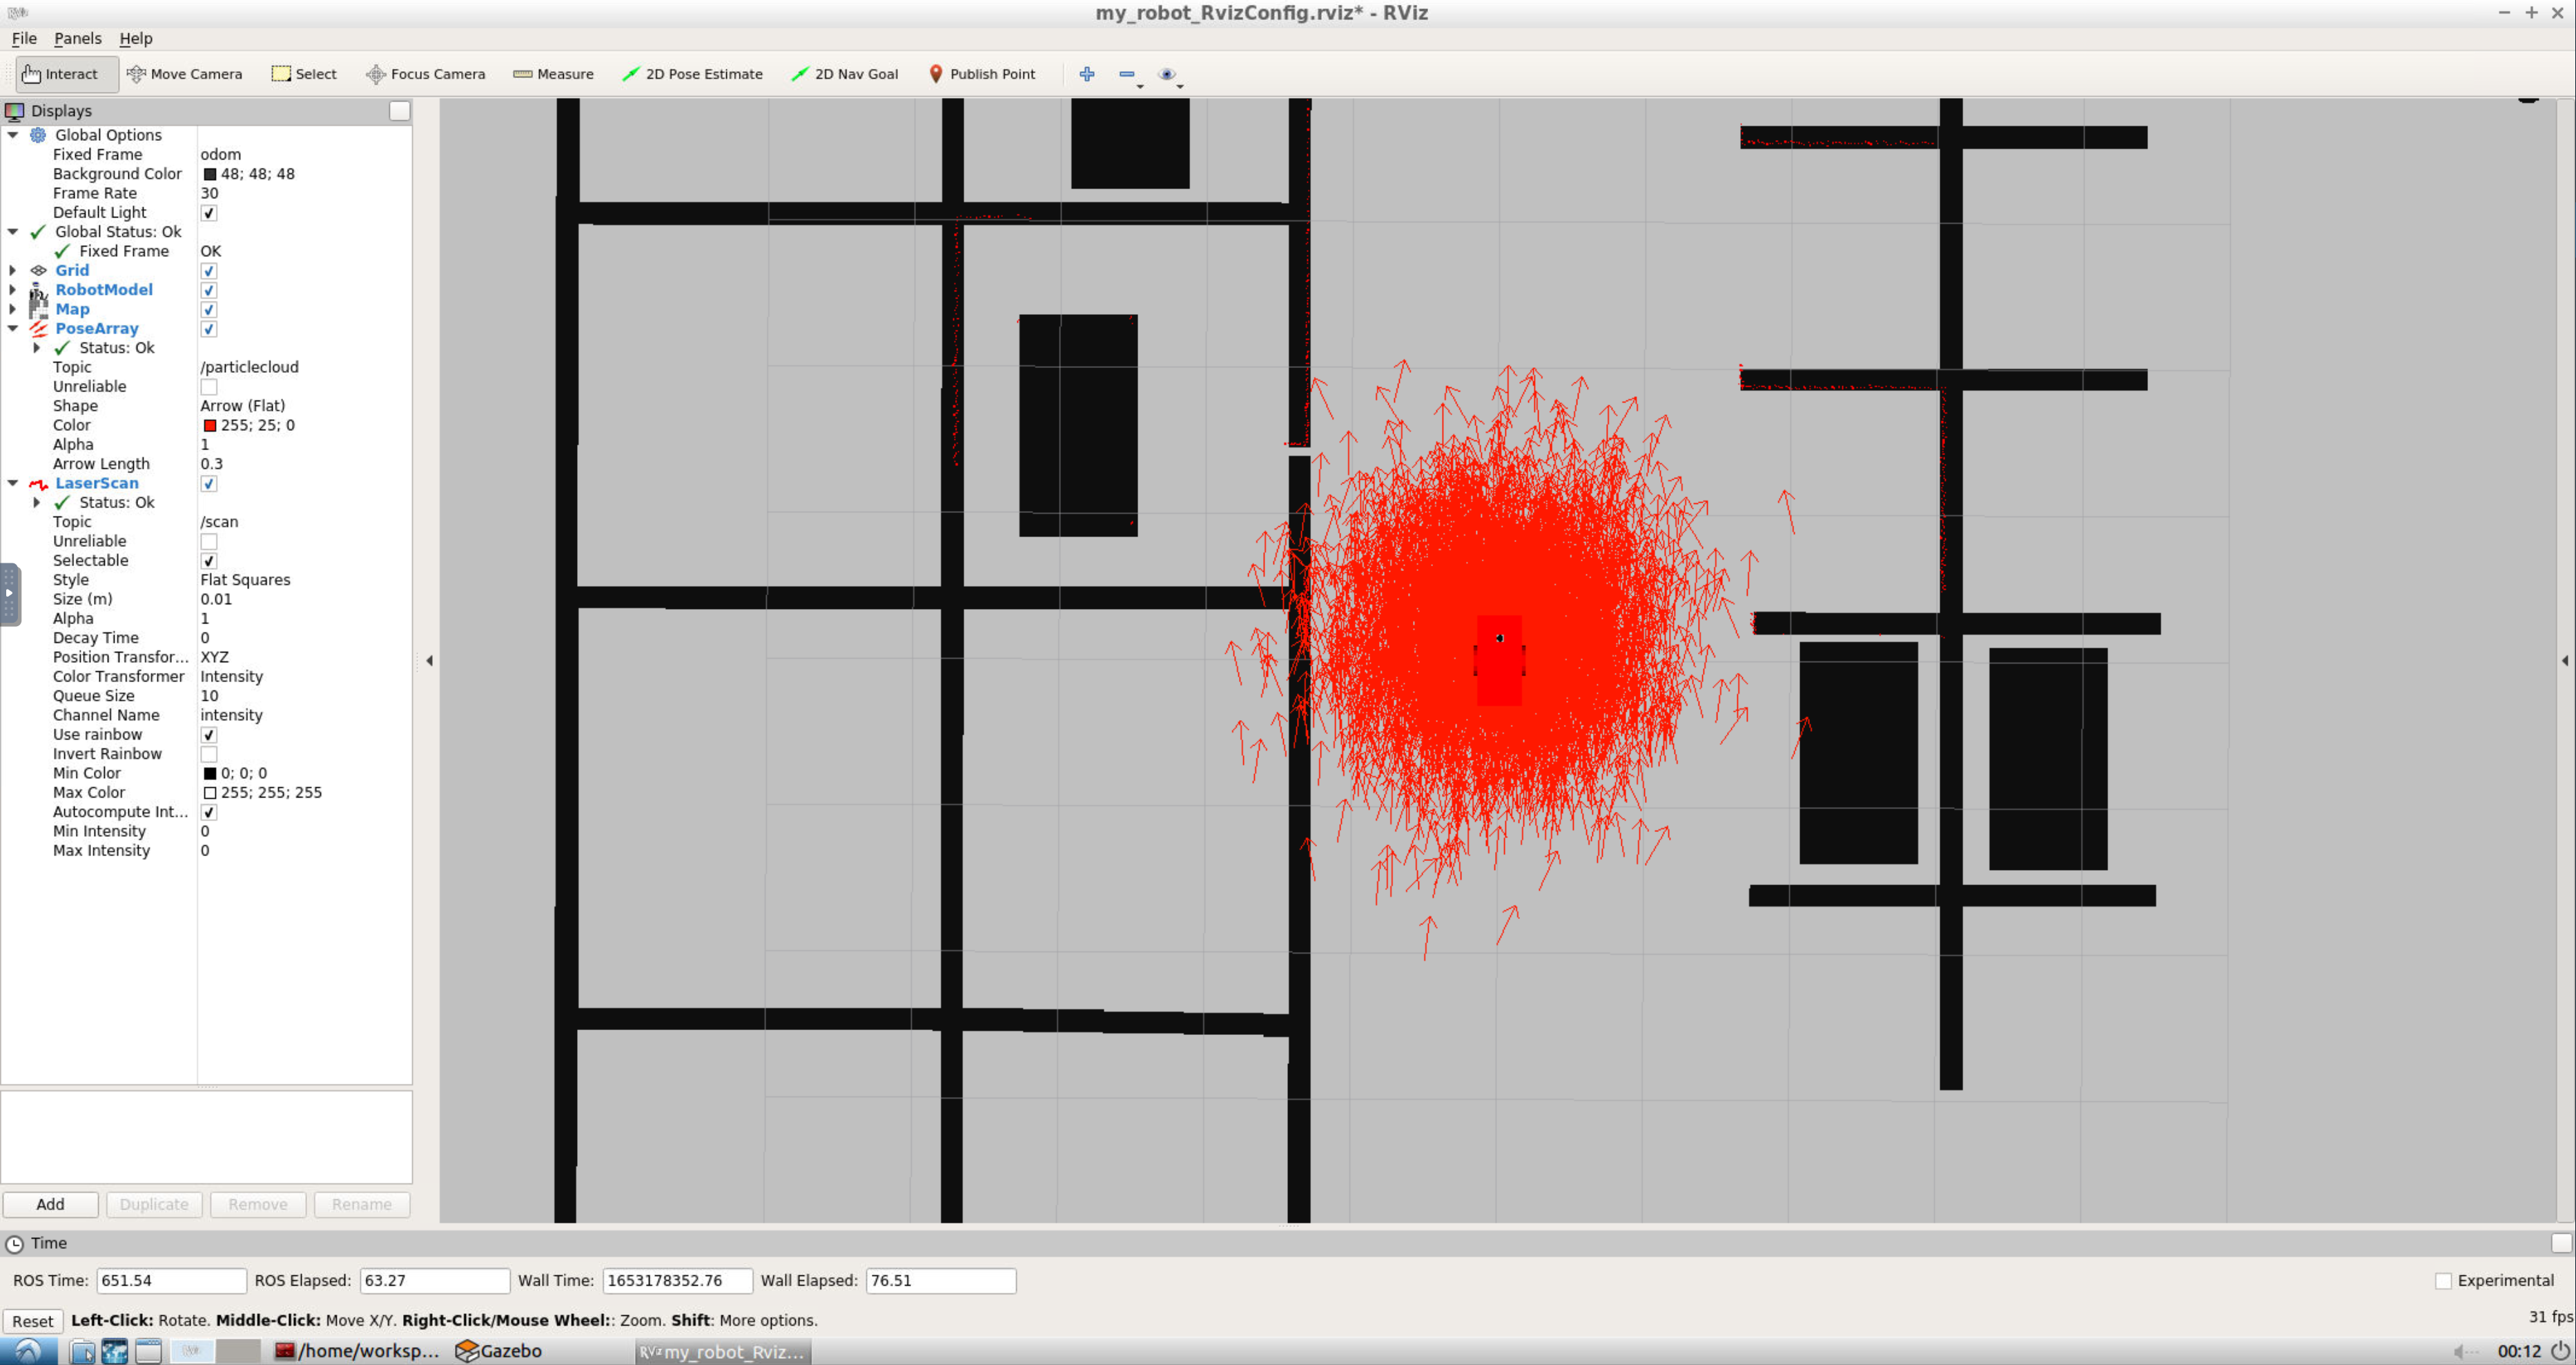 my_robot_RvizConfig.rviz* - RViz
File Panels Help
Interact Move Camera Select Focus Camera Measure 2D Pose Estimate 2D Nav Goal Publish Point
Displays
Global Options
Fixed Frame odom
Background Color 48; 48; 48
Frame Rate 30
Default Light
Global Status: Ok
Fixed Frame OK
Grid
RobotModel
Map
PoseArray
Status: Ok
Topic /particlecloud
Unreliable
Shape Arrow (Flat)
Color 255; 25; 0
Alpha 1
Arrow Length 0.3
LaserScan
Status: Ok
Topic /scan
Unreliable
Selectable
Style Flat Squares
Size (m) 0.01
Alpha 1
Decay Time 0
Position Transfor... XYZ
Color Transformer Intensity
Queue Size 10
Channel Name intensity
Use rainbow
Invert Rainbow
Min Color 0; 0; 0
Max Color 255; 255; 255
Autocompute Int...
Min Intensity 0
Max Intensity 0
Add Duplicate Remove Rename
Time
ROS Time: 651.54 ROS Elapsed: 63.27 Wall Time: 1653178352.76 Wall Elapsed: 76.51 Experimental
Reset Left-Click: Rotate. Middle-Click: Move X/Y. Right-Click/Mouse Wheel:: Zoom. Shift: More options. 31 fps
/home/worksp... Gazebo my_robot_Rviz... 00:12